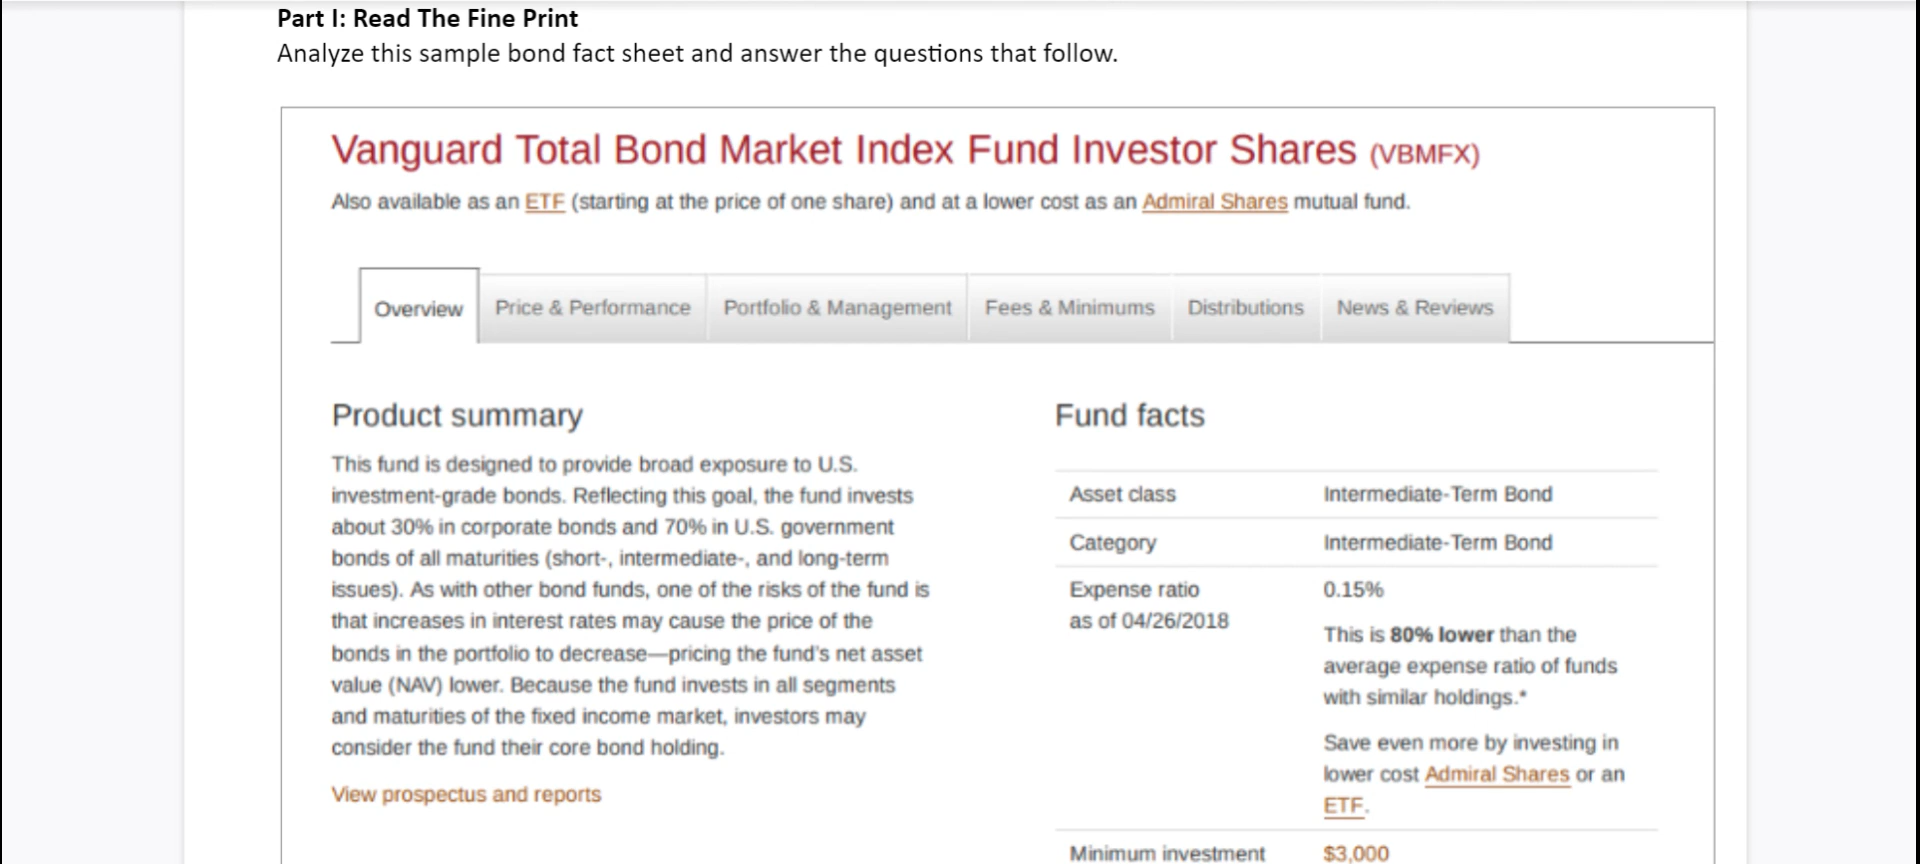 Part I: Read The Fine Print
Analyze this sample bond fact sheet and answer the questions that follow.
Vanguard Total Bond Market Index Fund Investor Shares (VBMFX)
Also available as an ETF (starting at the price of one share) and at a lower cost as an Admiral Shares mutual fund.
Overview Price & Performance Portfolio & Management Fees & Minimums Distributions News & Reviews
Product summary
This fund is designed to provide broad exposure to U.S.
investment-grade bonds. Reflecting this goal, the fund invests
about 30% in corporate bonds and 70% in U.S. government
bonds of all maturities (short-, intermediate-, and long-term
issues). As with other bond funds, one of the risks of the fund is
that increases in interest rates may cause the price of the
bonds in the portfolio to decrease—pricing the fund's net asset
value (NAV) lower. Because the fund invests in all segments
and maturities of the fixed income market, investors may
consider the fund their core bond holding.
View prospectus and reports
Fund facts
Asset class Intermediate-Term Bond
Category Intermediate-Term Bond
Expense ratio 0.15%
as of 04/26/2018
This is 80% lower than the
average expense ratio of funds
with similar holdings.*
Save even more by investing in
lower cost Admiral Shares or an
ETF.
Minimum investment $3,000